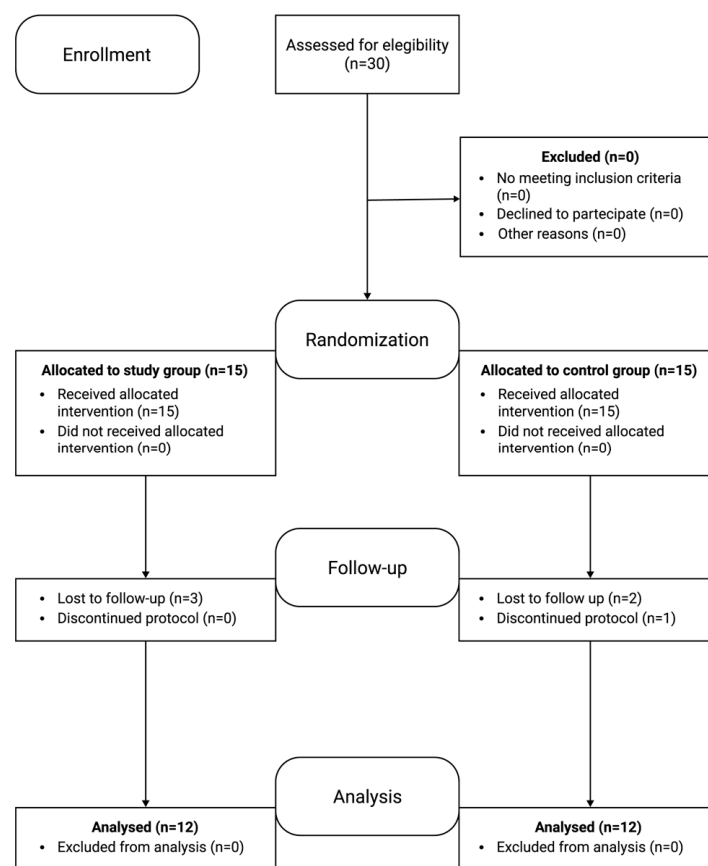 Enrollment
Assessed for elegibility
(n=30)
Excluded (n=0)
• No meeting inclusion criteria
(n=0)
• Declined to partecipate (n=0)
• Other reasons (n=0)
Randomization
Allocated to study group (n=15)
• Received allocated
intervention (n=15)
• Did not received allocated
intervention (n=0)
Allocated to control group (n=15)
• Received allocated
intervention (n=15)
• Did not received allocated
intervention (n=0)
Follow-up
• Lost to follow-up (n=3)
• Discontinued protocol (n=0)
• Lost to follow up (n=2)
• Discontinued protocol (n=1)
Analysis
Analysed (n=12)
• Excluded from analysis (n=0)
Analysed (n=12)
• Excluded from analysis (n=0)